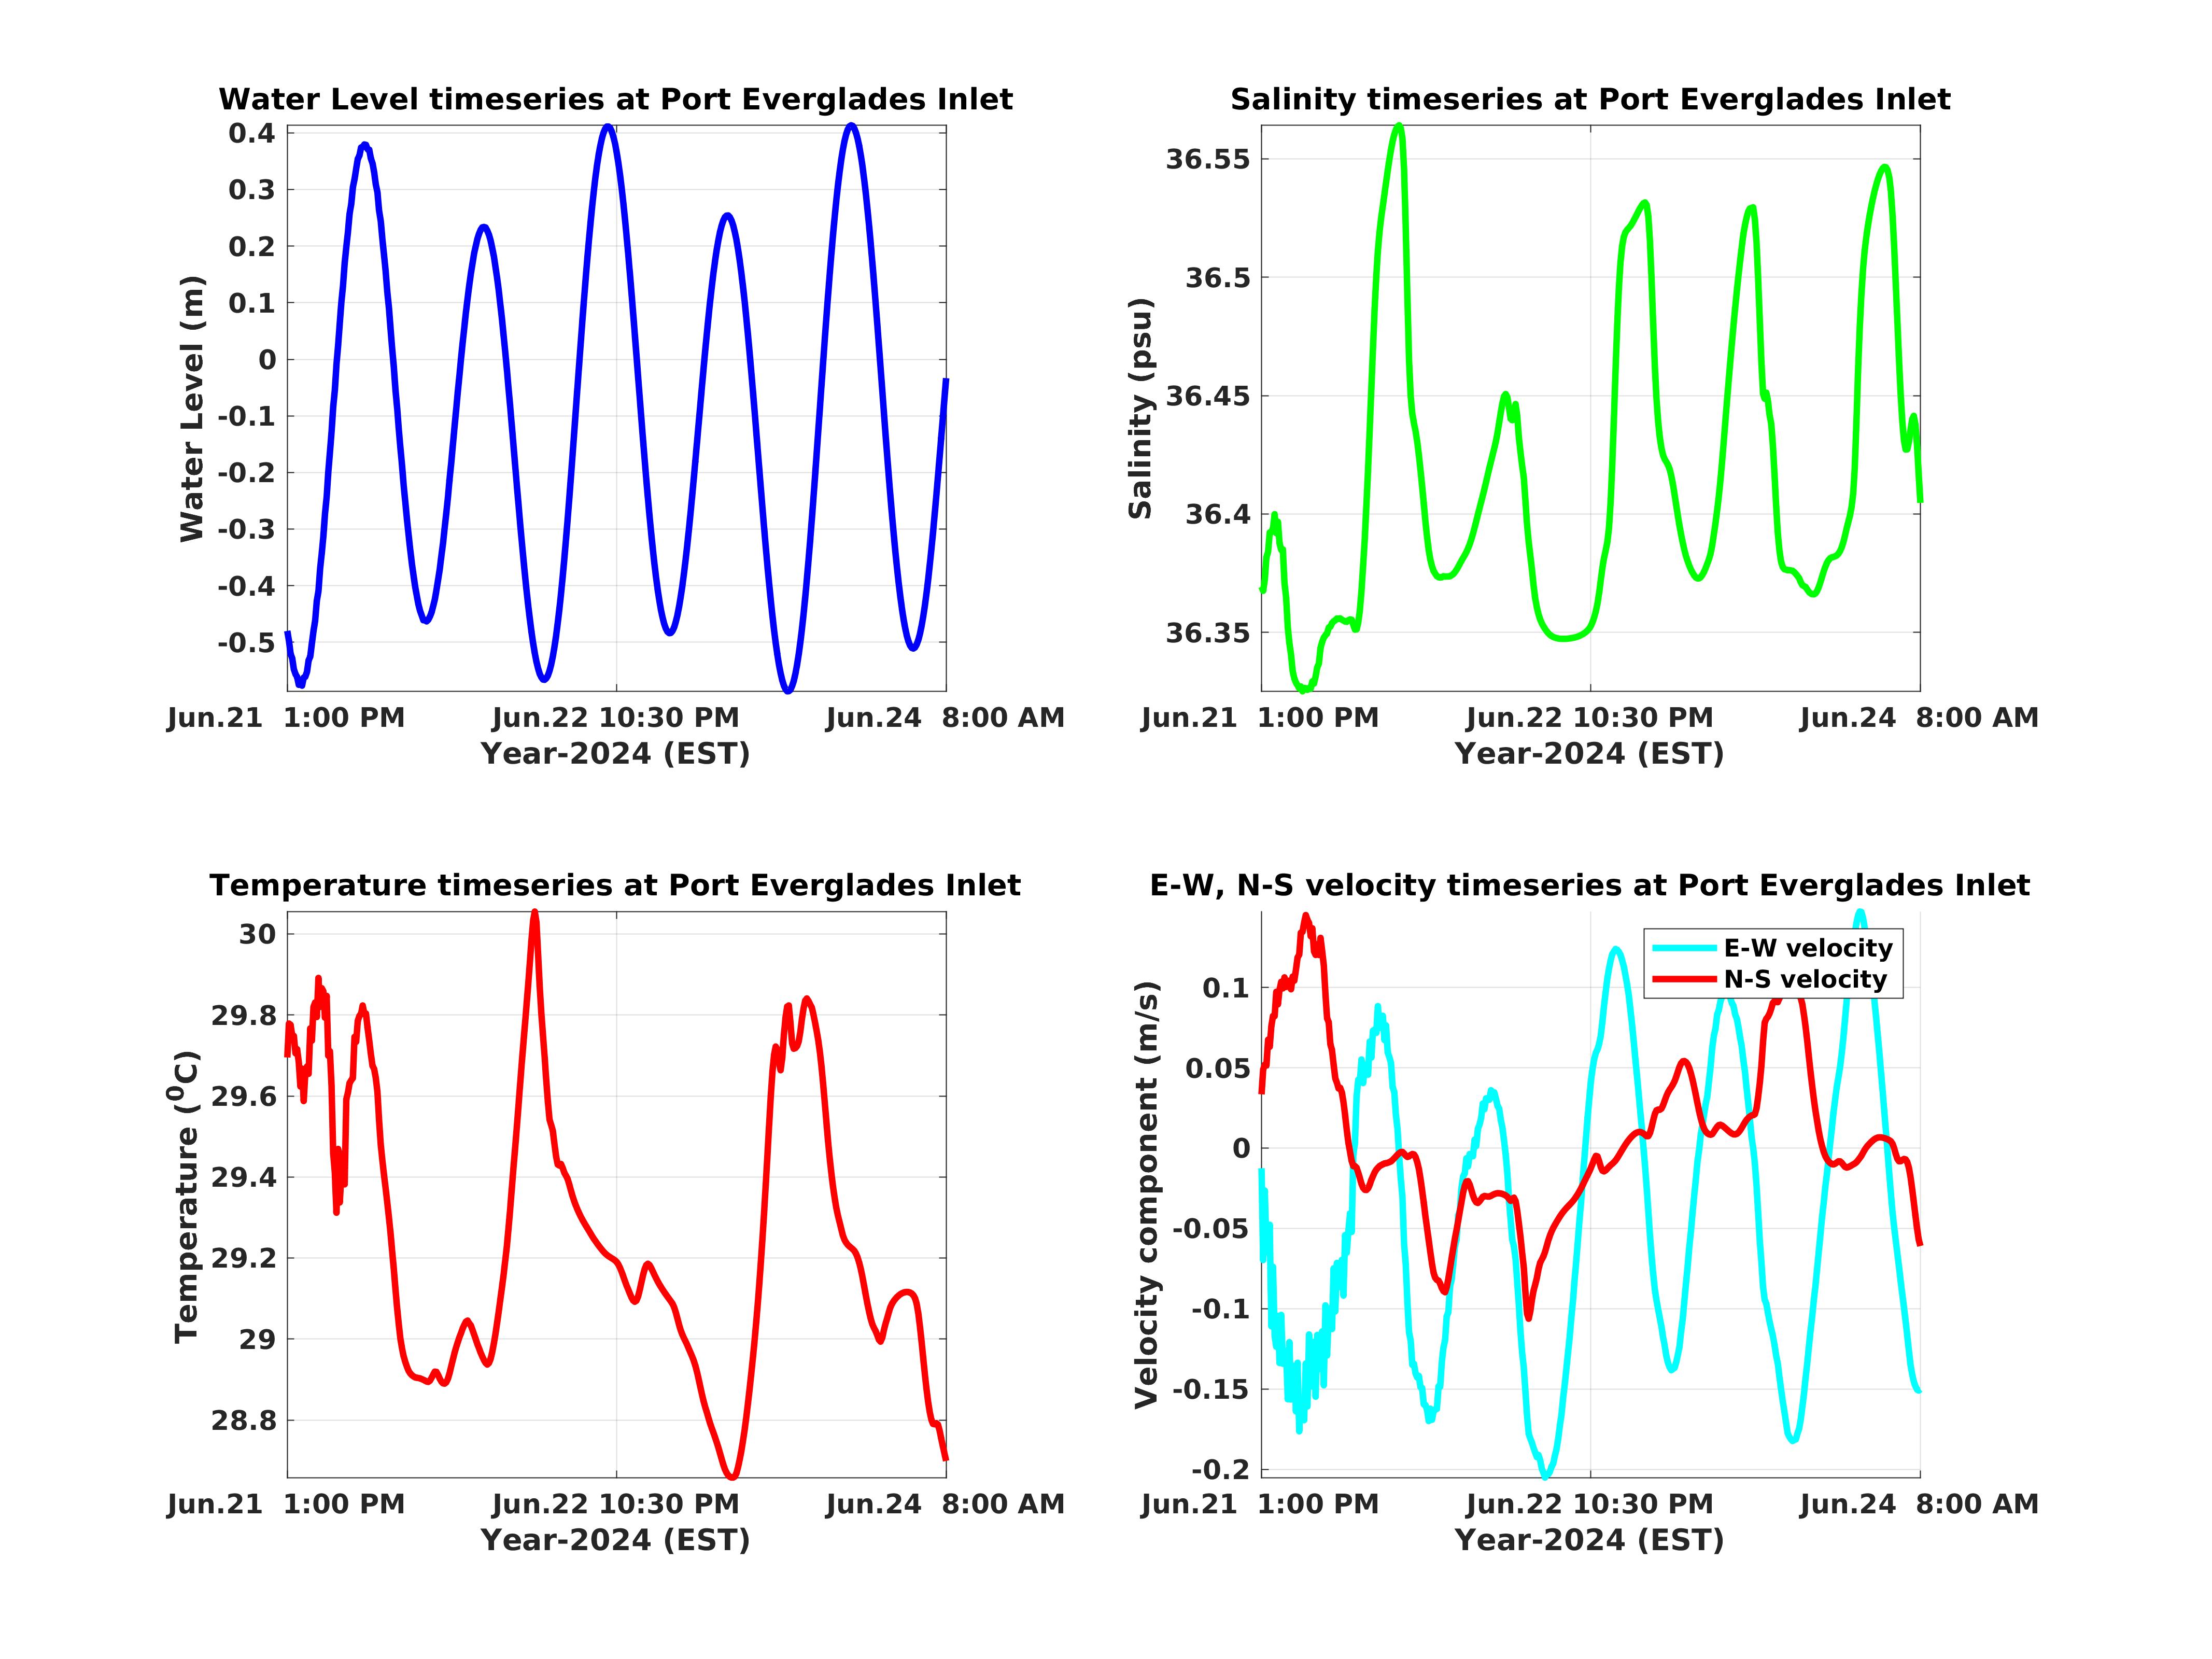 Water Level timeseries at Port Everglades Inlet
Water Level (m)
0.4
0.3
0.2
0.1
0
-0.1
-0.2
-0.3
-0.4
-0.5
Jun.21 1:00 PM
Jun.22 10:30 PM
Jun.24 8:00 AM
Year-2024 (EST)
Salinity timeseries at Port Everglades Inlet
Salinity (psu)
36.55
36.5
36.45
36.4
36.35
Jun.21 1:00 PM
Jun.22 10:30 PM
Jun.24 8:00 AM
Year-2024 (EST)
Temperature timeseries at Port Everglades Inlet
Temperature (⁰C)
30
29.8
29.6
29.4
29.2
29
28.8
Jun.21 1:00 PM
Jun.22 10:30 PM
Jun.24 8:00 AM
Year-2024 (EST)
E-W, N-S velocity timeseries at Port Everglades Inlet
Velocity component (m/s)
0.1
0.05
0
-0.05
-0.1
-0.15
-0.2
E-W velocity
N-S velocity
Jun.21 1:00 PM
Jun.22 10:30 PM
Jun.24 8:00 AM
Year-2024 (EST)